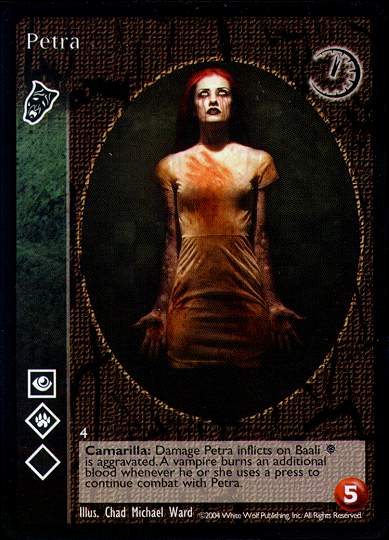 Petra
4
Camarilla: Damage Petra inflicts on Baali
is aggravated. A vampire burns an additional
blood whenever he or she uses a press to
continue combat with Petra.
5
Illus. Chad Michael Ward ©2004 White Wolf Publishing, Inc. All Rights Reserved.